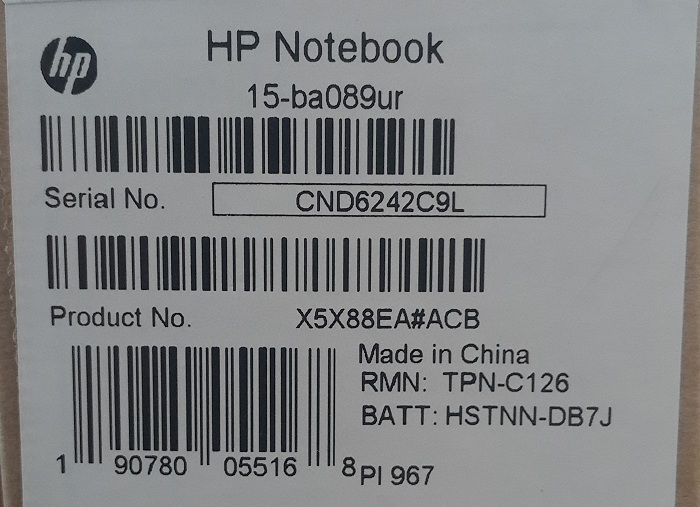 hp
HP Notebook
15-ba089ur
Serial No. CND6242C9L
Product No. X5X88EA#ACB
Made in China
RMN: TPN-C126
BATT: HSTNN-DB7J
1 90780 05516 8 PI 967